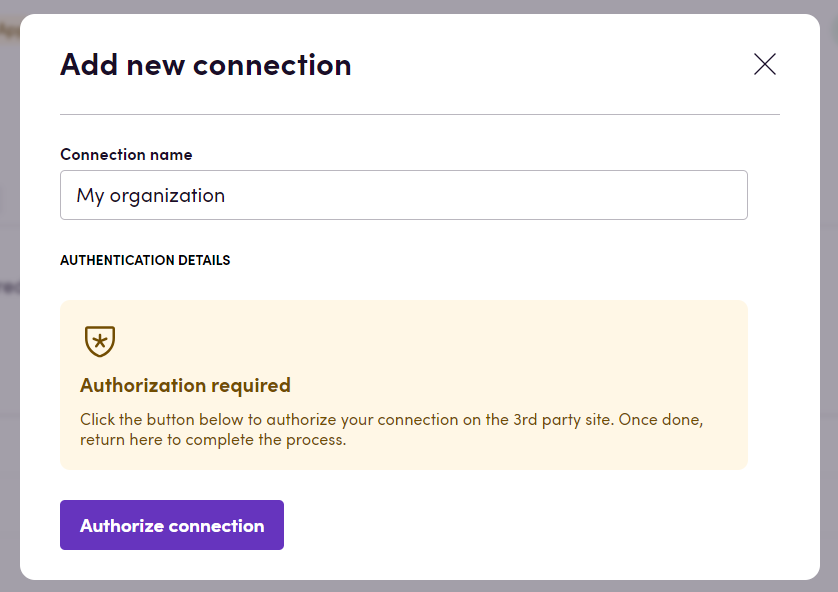 Add new connection
Connection name
My organization
AUTHENTICATION DETAILS
Authorization required
Click the button below to authorize your connection on the 3rd party site. Once done,
return here to complete the process.
Authorize connection